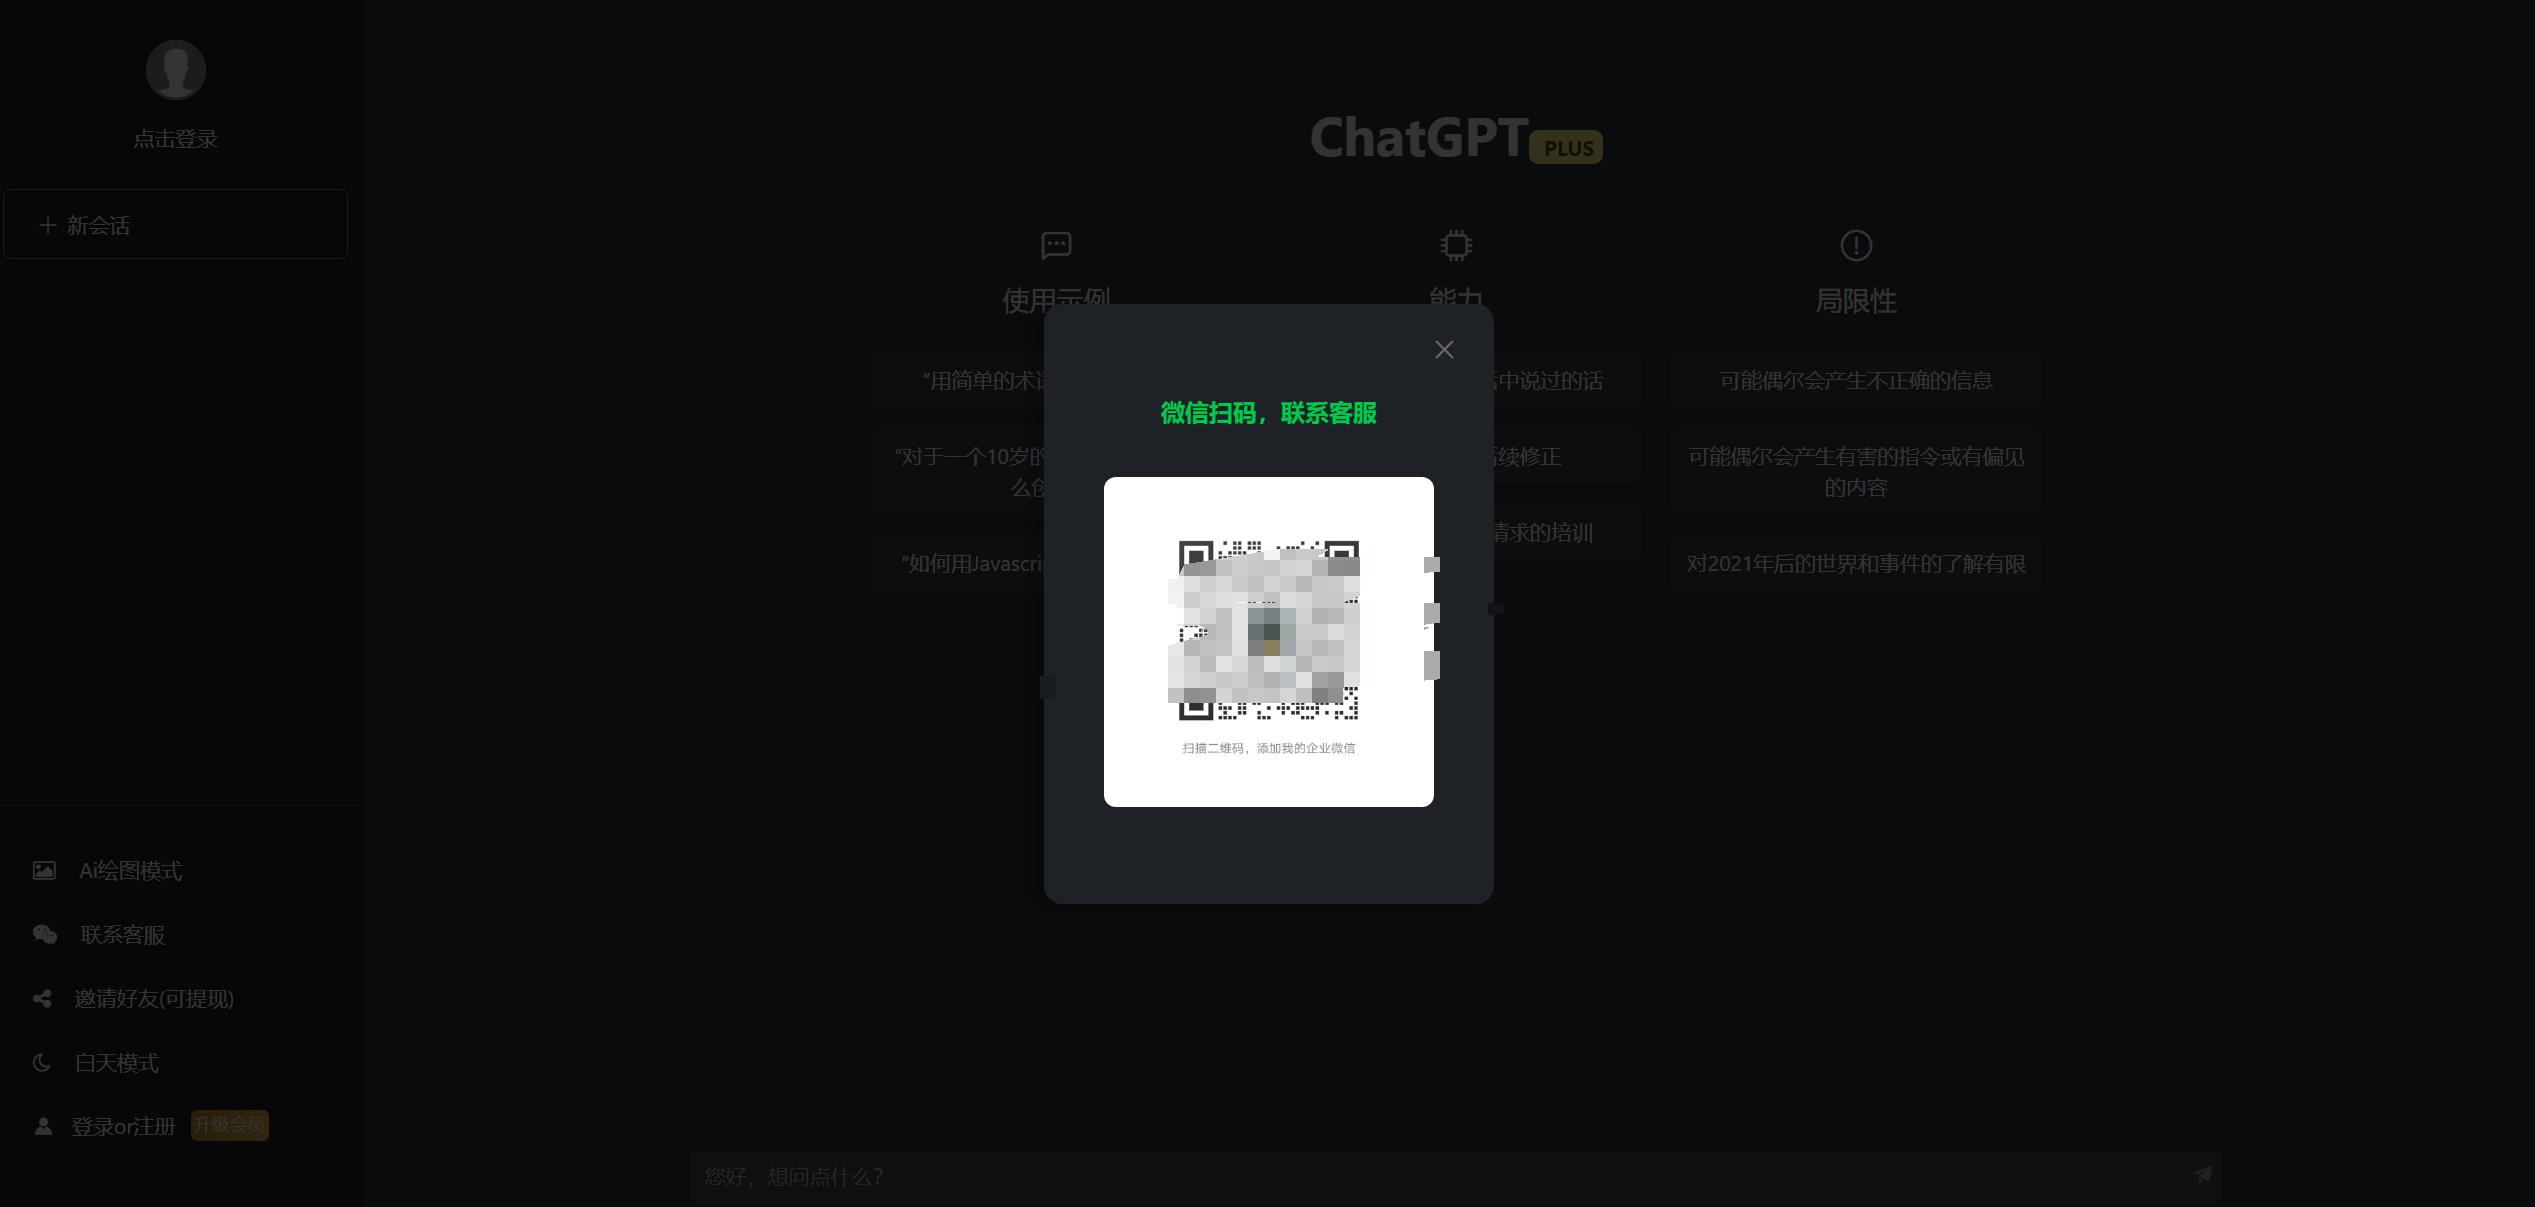 点击登录
新会话
ChatGPT PLUS
使用示例
能力
局限性
“用简单的术语
“对于一个10岁的
么创
“如何用Javascrip
话中说过的话
后续修正
请求的培训
可能偶尔会产生不正确的信息
可能偶尔会产生有害的指令或有偏见
的内容
对2021年后的世界和事件的了解有限
微信扫码，联系客服
扫描二维码，添加我的企业微信
Ai绘图模式
联系客服
邀请好友(可提现)
白天模式
登录or注册 升级会员
您好，想问点什么?